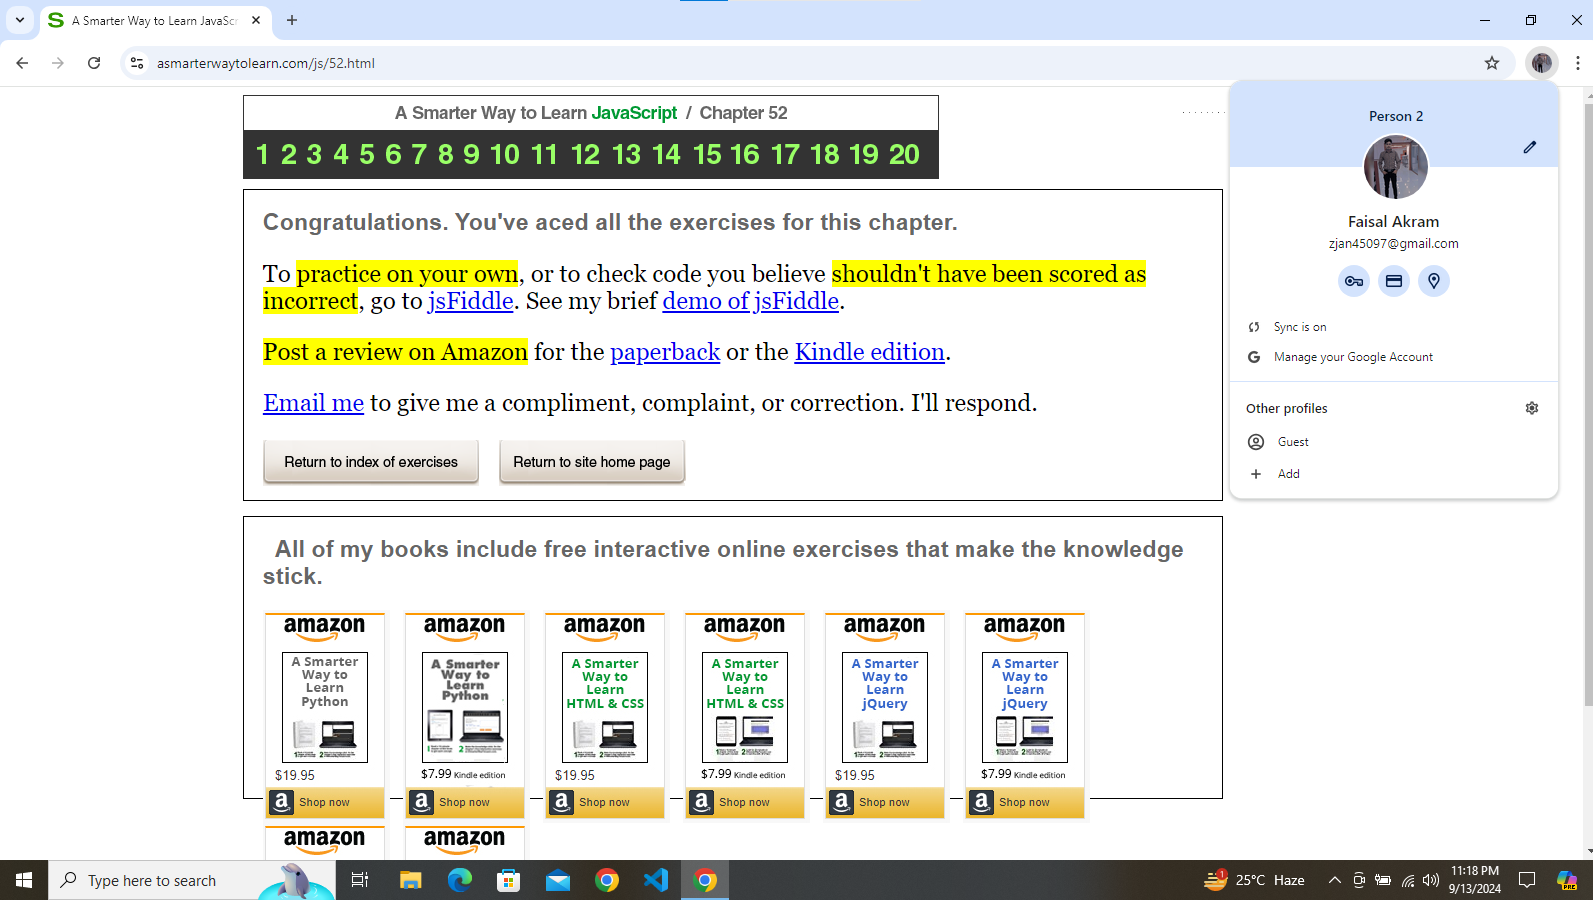 A Smarter Way to Learn JavaScr
asmarterwaytolearn.com/js/52.html
A Smarter Way to Learn JavaScript / Chapter 52
1 2 3 4 5 6 7 8 9 10 11 12 13 14 15 16 17 18 19 20
Congratulations. You've aced all the exercises for this chapter.
To practice on your own, or to check code you believe shouldn't have been scored as
incorrect, go to jsFiddle. See my brief demo of jsFiddle.
Post a review on Amazon for the paperback or the Kindle edition.
Email me to give me a compliment, complaint, or correction. I'll respond.
Return to index of exercises
Return to site home page
Person 2
Faisal Akram
zjan45097@gmail.com
Sync is on
Manage your Google Account
Other profiles
Guest
Add
All of my books include free interactive online exercises that make the knowledge
stick.
amazon
A Smarter
Way to
Learn
Python
$19.95
Shop now
amazon
A Smarter
Way to
Learn
Python
$7.99 Kindle edition
Shop now
amazon
A Smarter
Way to
Learn
HTML & CSS
$19.95
Shop now
amazon
A Smarter
Way to
Learn
HTML & CSS
$7.99 Kindle edition
Shop now
amazon
A Smarter
Way to
Learn
jQuery
$19.95
Shop now
amazon
A Smarter
Way to
Learn
jQuery
$7.99 Kindle edition
Shop now
amazon
amazon
Type here to search
1
25°C Haze
11:18 PM
9/13/2024
PRE